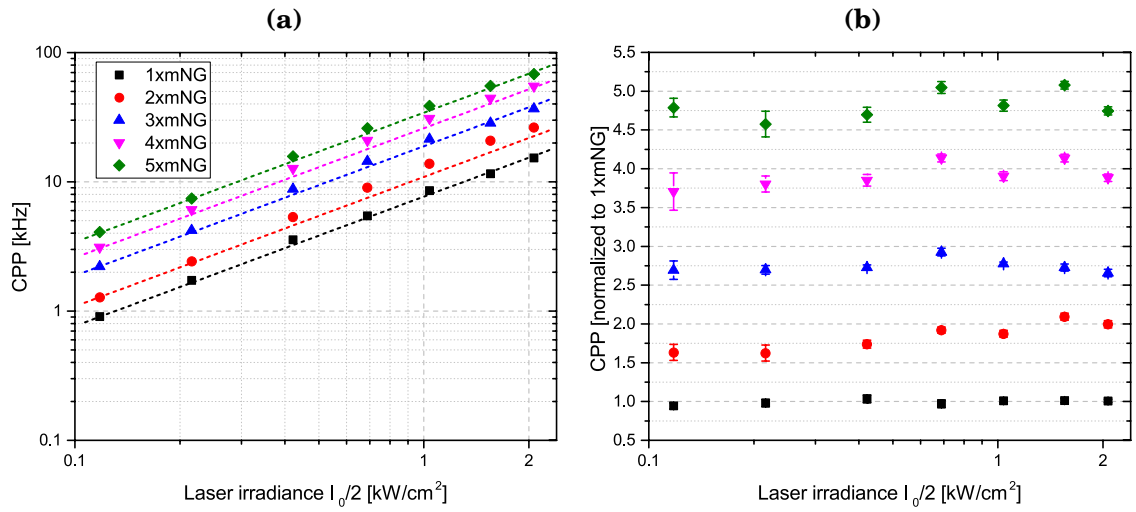 (a)
CPP [kHz]
100
10
1
0.1
1xmNG
2xmNG
3xmNG
4xmNG
5xmNG
0.1
1
2
Laser irradiance I0/2 [kW/cm²]
(b)
CPP [normalized to 1xmNG]
5.5
5.0
4.5
4.0
3.5
3.0
2.5
2.0
1.5
1.0
0.5
0.1
1
2
Laser irradiance I0/2 [kW/cm²]